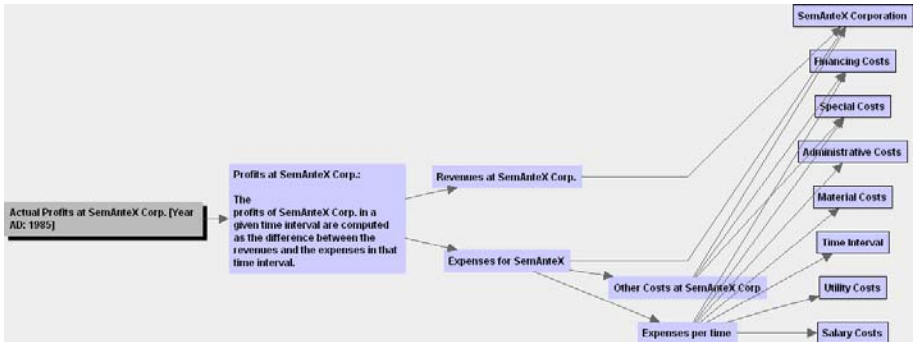 SemAnteX Corporation
Financing Costs
Special Costs
Administrative Costs
Material Costs
Time Interval
Utility Costs
Salary Costs
Revenues at SemAnteX Corp.
Expenses for SemAnteX
Other Costs at SemAnteX Corp
Expenses per time
Profits at SemAnteX Corp.:
The
profits of SemAnteX Corp. in a
given time interval are computed
as the difference between the
revenues and the expenses in that
time interval.
Actual Profits at SemAnteX Corp. [Year
AD: 1985]